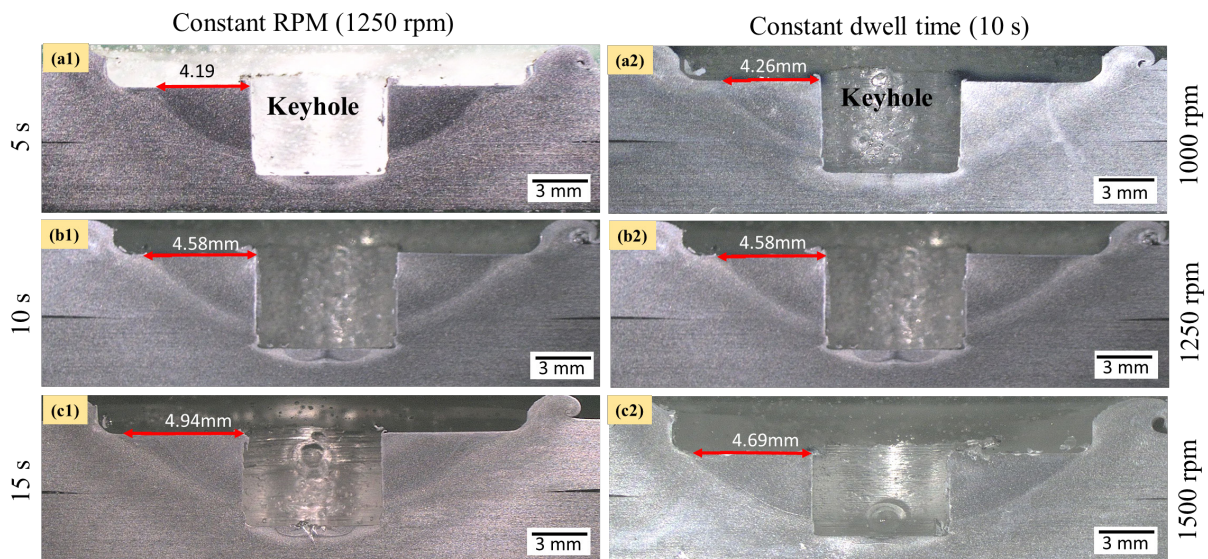 Constant RPM (1250 rpm)
Constant dwell time (10 s)
(a1)
4.19
Keyhole
3 mm
5 s
(a2)
4.26mm
Keyhole
3 mm
1000 rpm
(b1)
4.58mm
3 mm
10 s
(b2)
4.58mm
3 mm
1250 rpm
(c1)
4.94mm
3 mm
15 s
(c2)
4.69mm
3 mm
1500 rpm